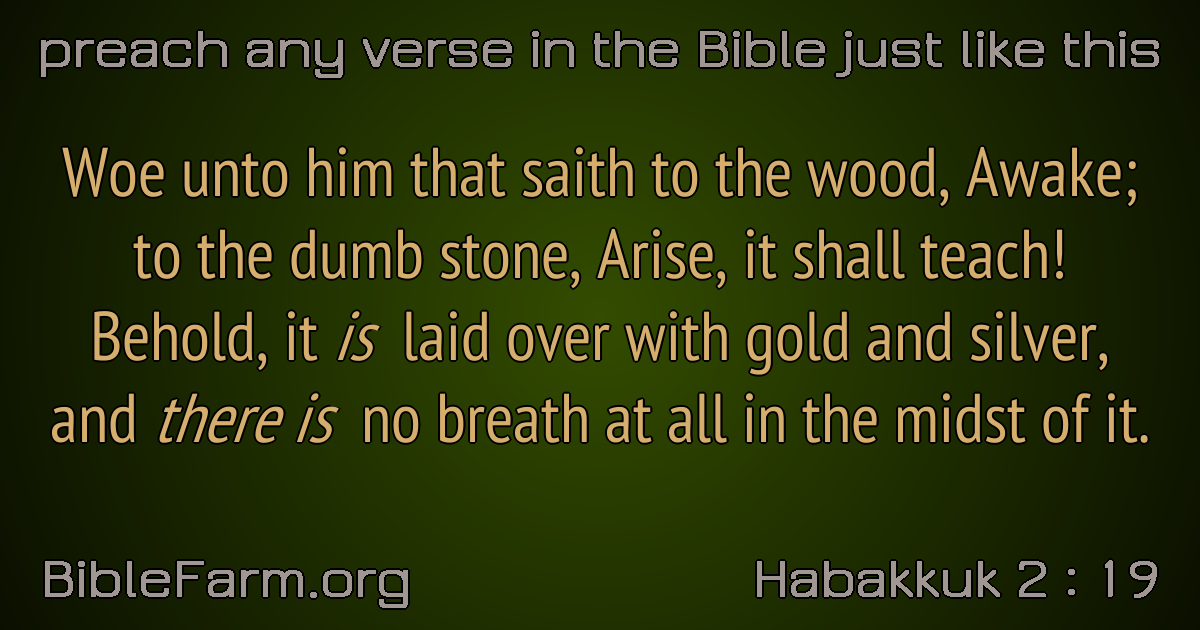 preach any verse in the Bible just like this
Woe unto him that saith to the wood, Awake;
to the dumb stone, Arise, it shall teach!
Behold, it is laid over with gold and silver,
and there is no breath at all in the midst of it.
BibleFarm.org
Habakkuk 2 : 19